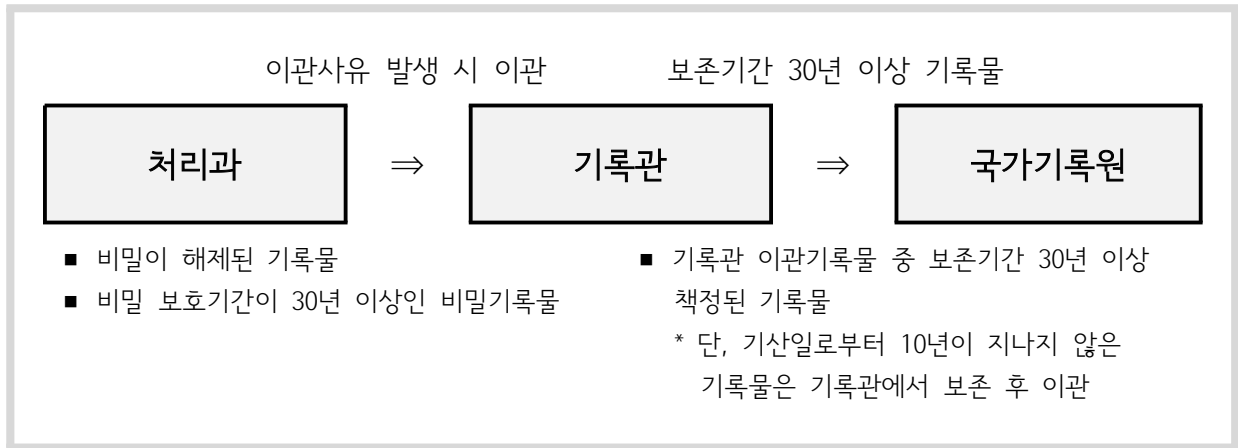 이관사유 발생 시 이관 보존기간 30년 이상 기록물
처리과 ⇒ 기록관 ⇒ 국가기록원
■ 비밀이 해제된 기록물
■ 비밀 보호기간이 30년 이상인 비밀기록물
■ 기록관 이관기록물 중 보존기간 30년 이상
책정된 기록물
* 단, 기산일로부터 10년이 지나지 않은
기록물은 기록관에서 보존 후 이관